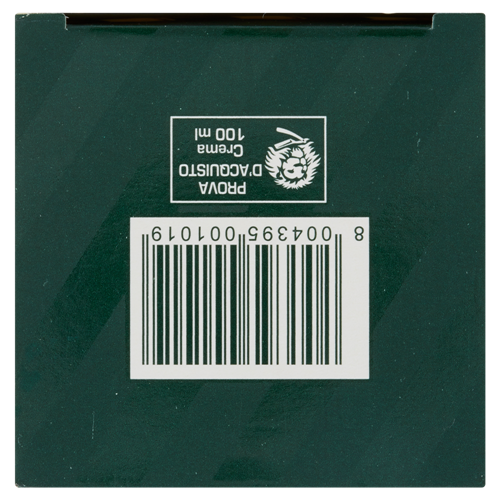 8 004395 001019
PROVA
D'ACQUISTO
Crema
100 ml